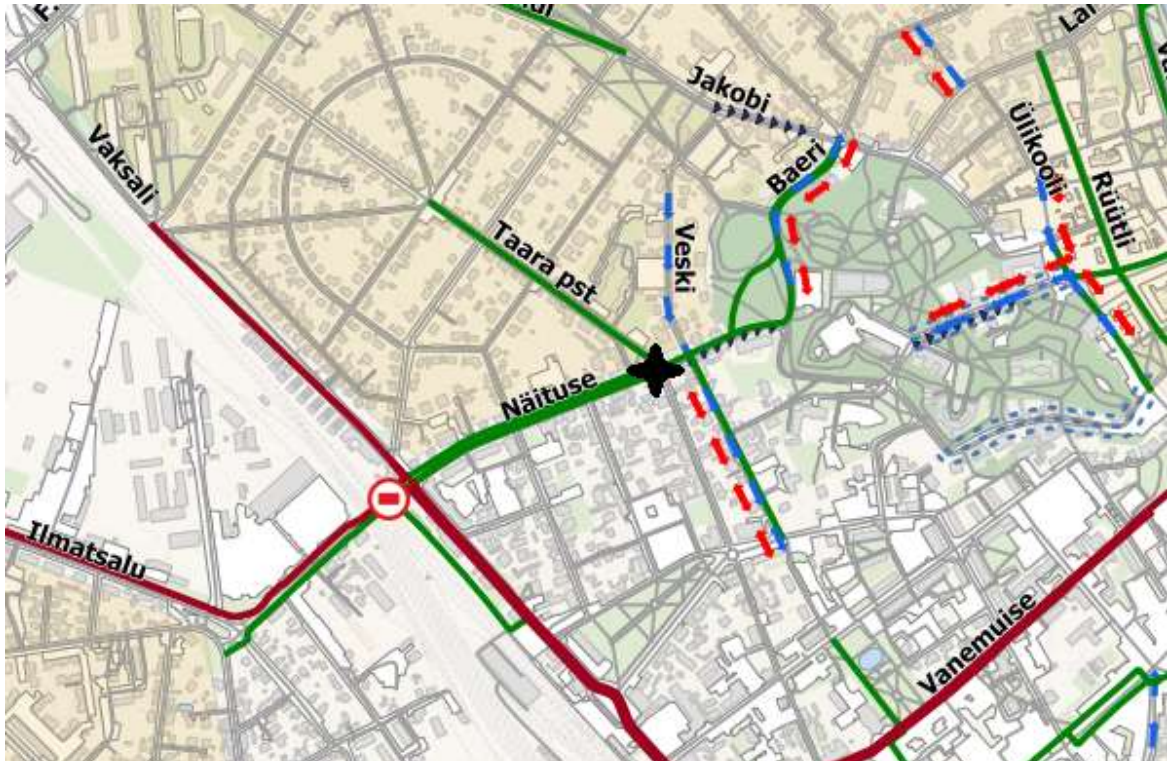 Jakobi
Vaksali
Baeri
Ülikooli
Rüütli
Veski
Taara pst
Näituse
Ilmatsalu
Vanemuise